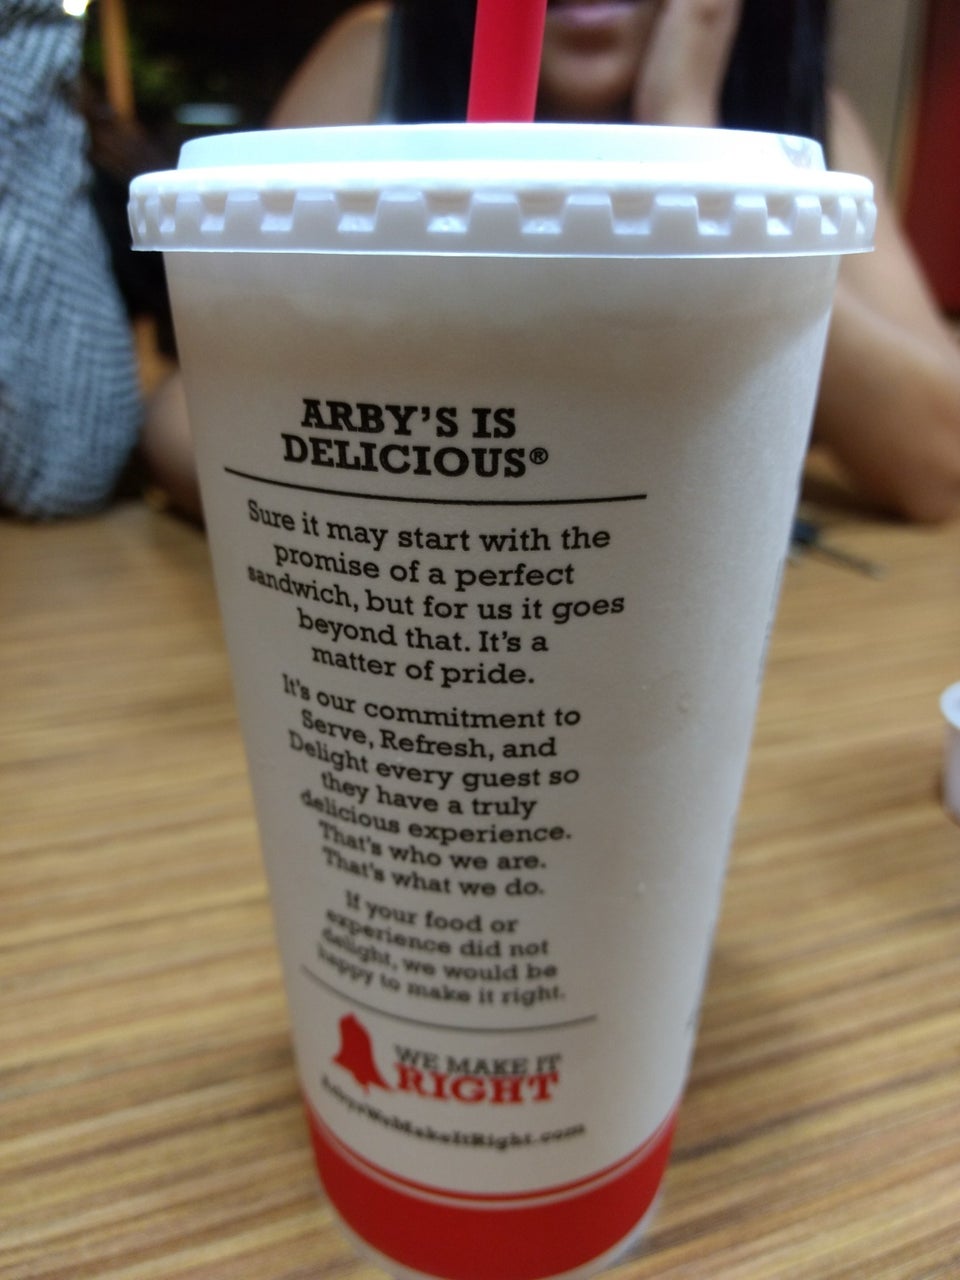 ARBY'S IS
DELICIOUS®
Sure it may start with the
promise of a perfect
sandwich, but for us it goes
beyond that. It's a
matter of pride.
It's our commitment to
Serve, Refresh, and
Delight every guest so
they have a truly
delicious experience.
That's who we are.
That's what we do.
If your food or
experience did not
delight, we would be
happy to make it right.
WE MAKE IT
RIGHT
ArbysWeMakeItRight.com